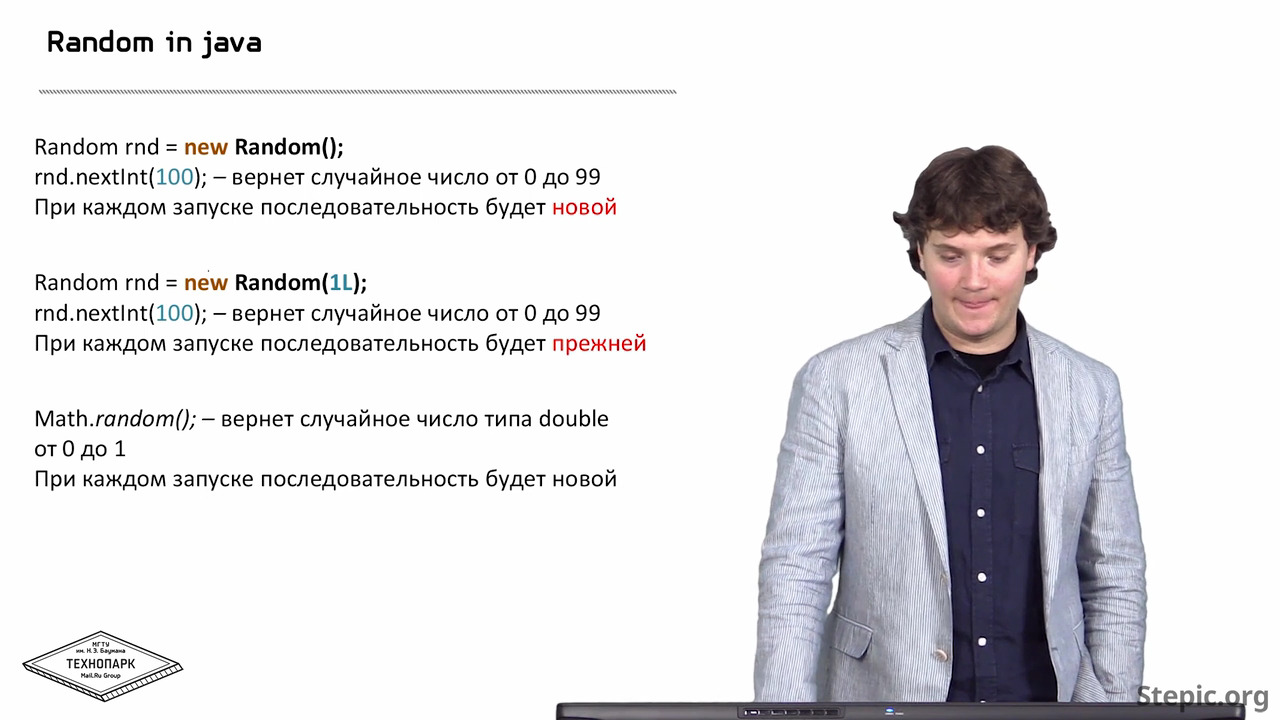 Random in java
Random rnd = new Random();
rnd.nextInt(100); – вернет случайное число от 0 до 99
При каждом запуске последовательность будет новой
Random rnd = new Random(1L);
rnd.nextInt(100); – вернет случайное число от 0 до 99
При каждом запуске последовательность будет прежней
Math.random(); – вернет случайное число типа double
от 0 до 1
При каждом запуске последовательность будет новой
МГТУ
им. Н.Э. Баумана
ТЕХНОПАРК
Mail.Ru Group
Stepic.org